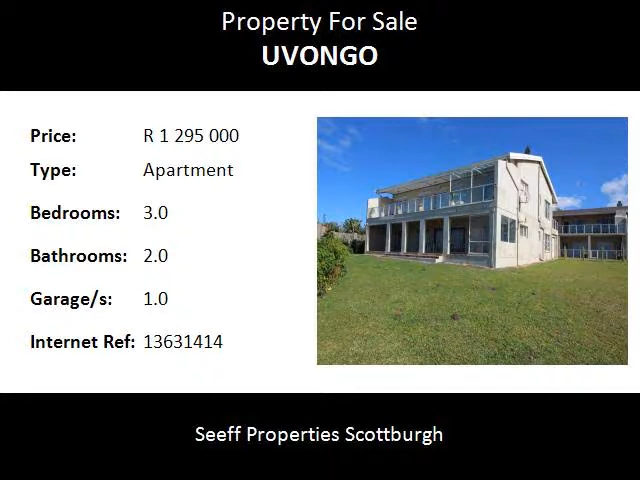 Property For Sale
UVONGO
Price: R 1 295 000
Type: Apartment
Bedrooms: 3.0
Bathrooms: 2.0
Garage/s: 1.0
Internet Ref: 13631414
Seeff Properties Scottburgh